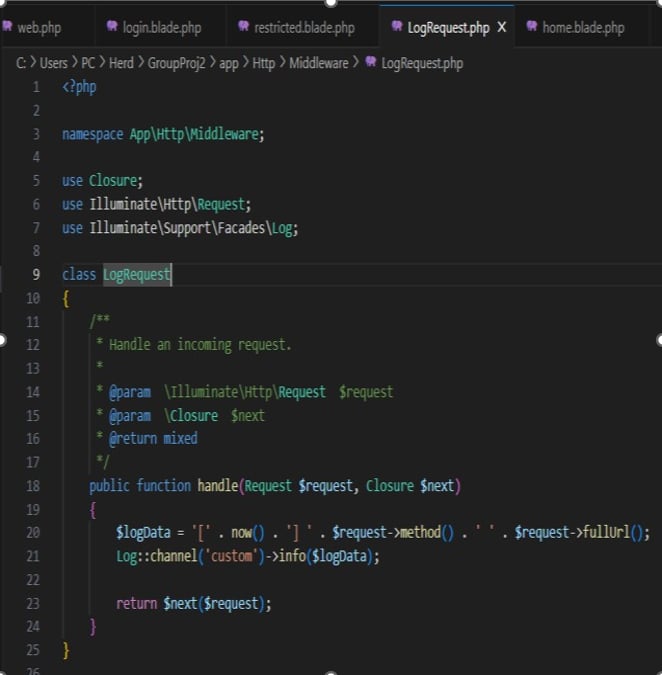 web.php login.blade.php restricted.blade.php LogRequest.php X home.blade.php
C: > Users > PC > Herd > GroupProj2 > app > Http > Middleware > LogRequest.php
1 <?php
2
3 namespace App\Http\Middleware;
4
5 use Closure;
6 use Illuminate\Http\Request;
7 use Illuminate\Support\Facades\Log;
8
9 class LogRequest
10 {
11 /**
12 * Handle an incoming request.
13 *
14 * @param \Illuminate\Http\Request $request
15 * @param \Closure $next
16 * @return mixed
17 */
18 public function handle(Request $request, Closure $next)
19 {
20 $logData = '[' . now() . '] ' . $request->method() . ' ' . $request->fullUrl();
21 Log::channel('custom')->info($logData);
22
23 return $next($request);
24 }
25 }
26